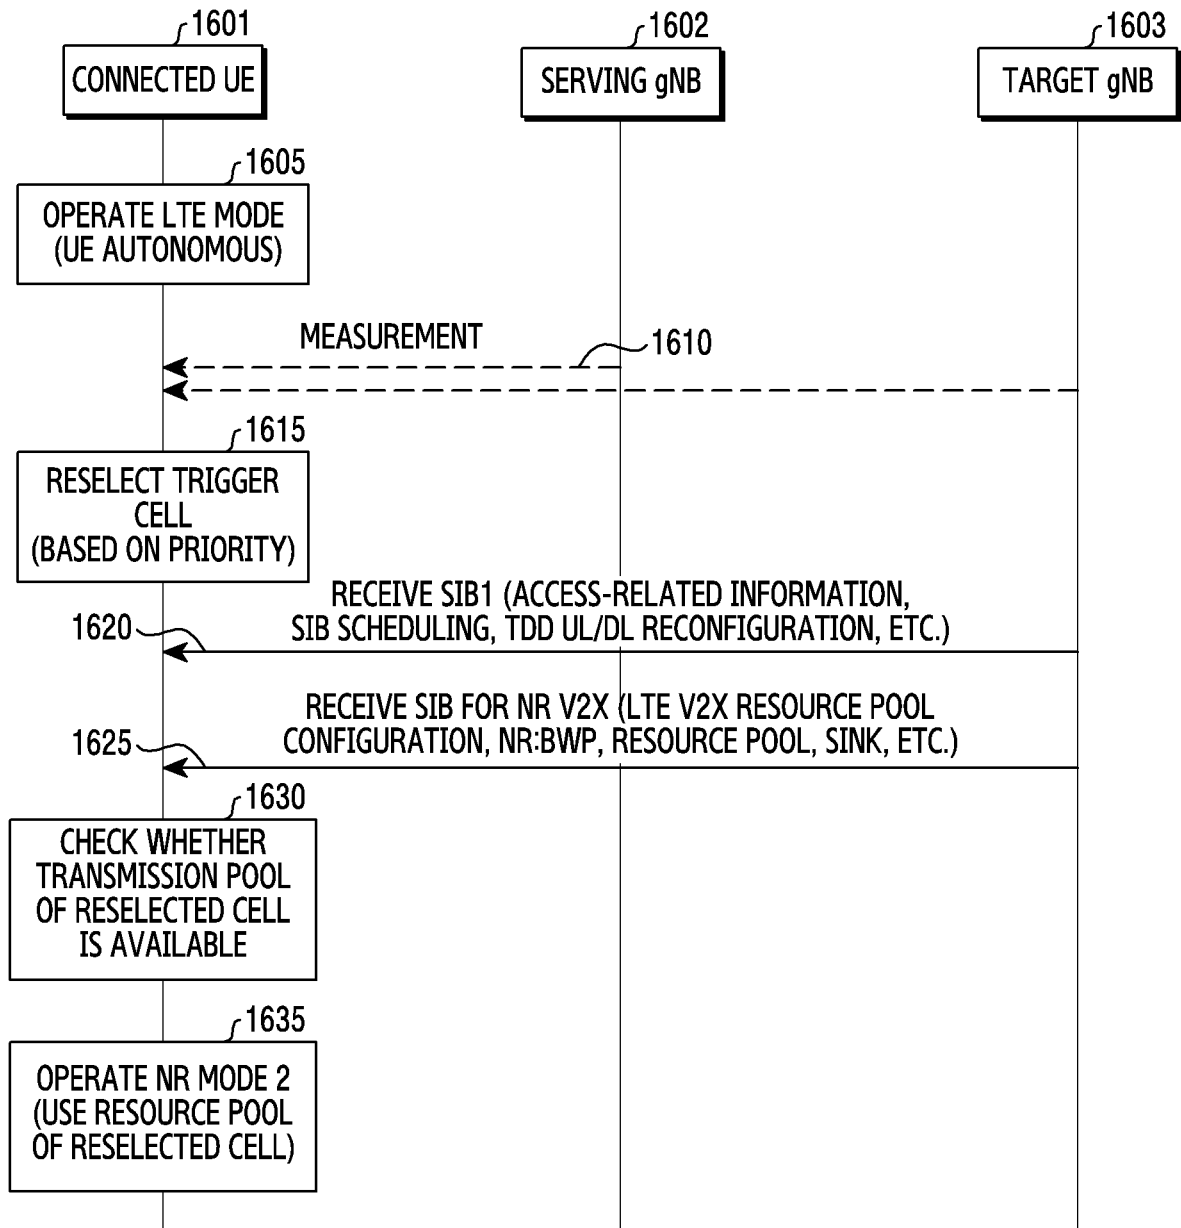 1601
1602
1603
CONNECTED UE
SERVING gNB
TARGET gNB
1605
OPERATE LTE MODE
(UE AUTONOMOUS)
MEASUREMENT
1610
1615
RESELECT TRIGGER
CELL
(BASED ON PRIORITY)
RECEIVE SIB1 (ACCESS-RELATED INFORMATION,
SIB SCHEDULING, TDD UL/DL RECONFIGURATION, ETC.)
1620
RECEIVE SIB FOR NR V2X (LTE V2X RESOURCE POOL
CONFIGURATION, NR:BWP, RESOURCE POOL, SINK, ETC.)
1625
1630
CHECK WHETHER
TRANSMISSION POOL
OF RESELECTED CELL
IS AVAILABLE
1635
OPERATE NR MODE 2
(USE RESOURCE POOL
OF RESELECTED CELL)